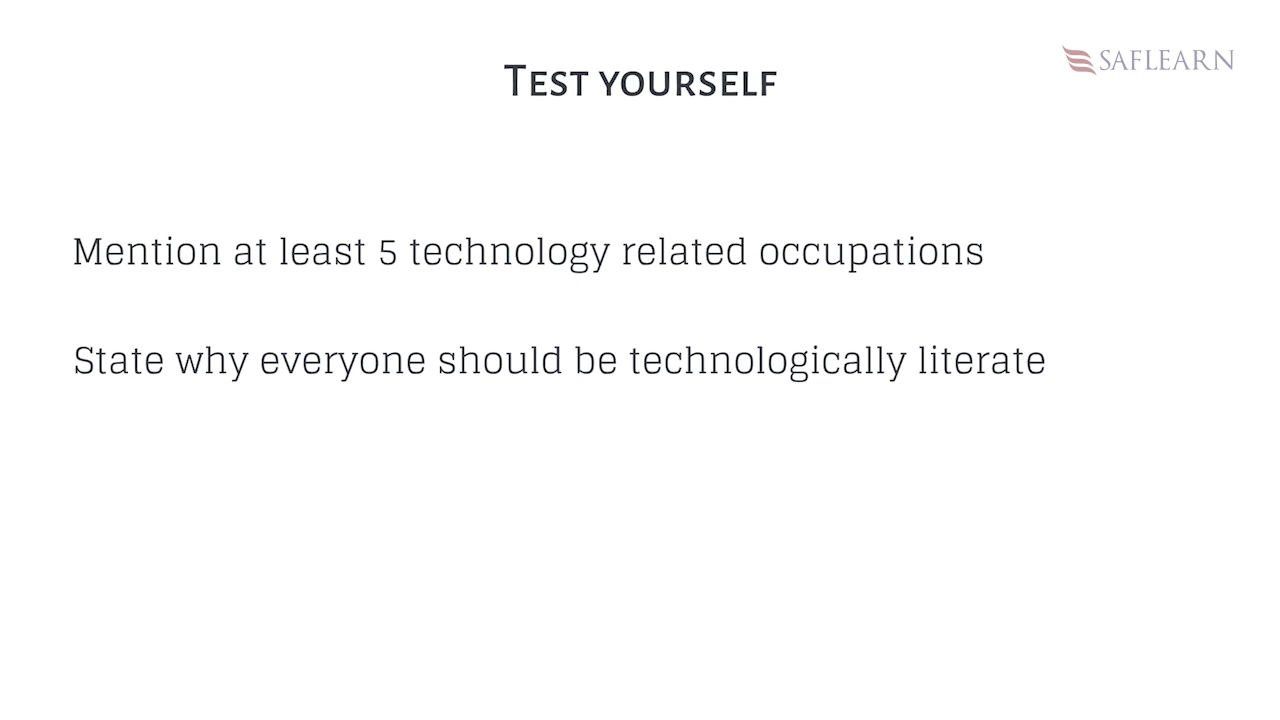 Test yourself
SAFLEARN
Mention at least 5 technology related occupations
State why everyone should be technologically literate